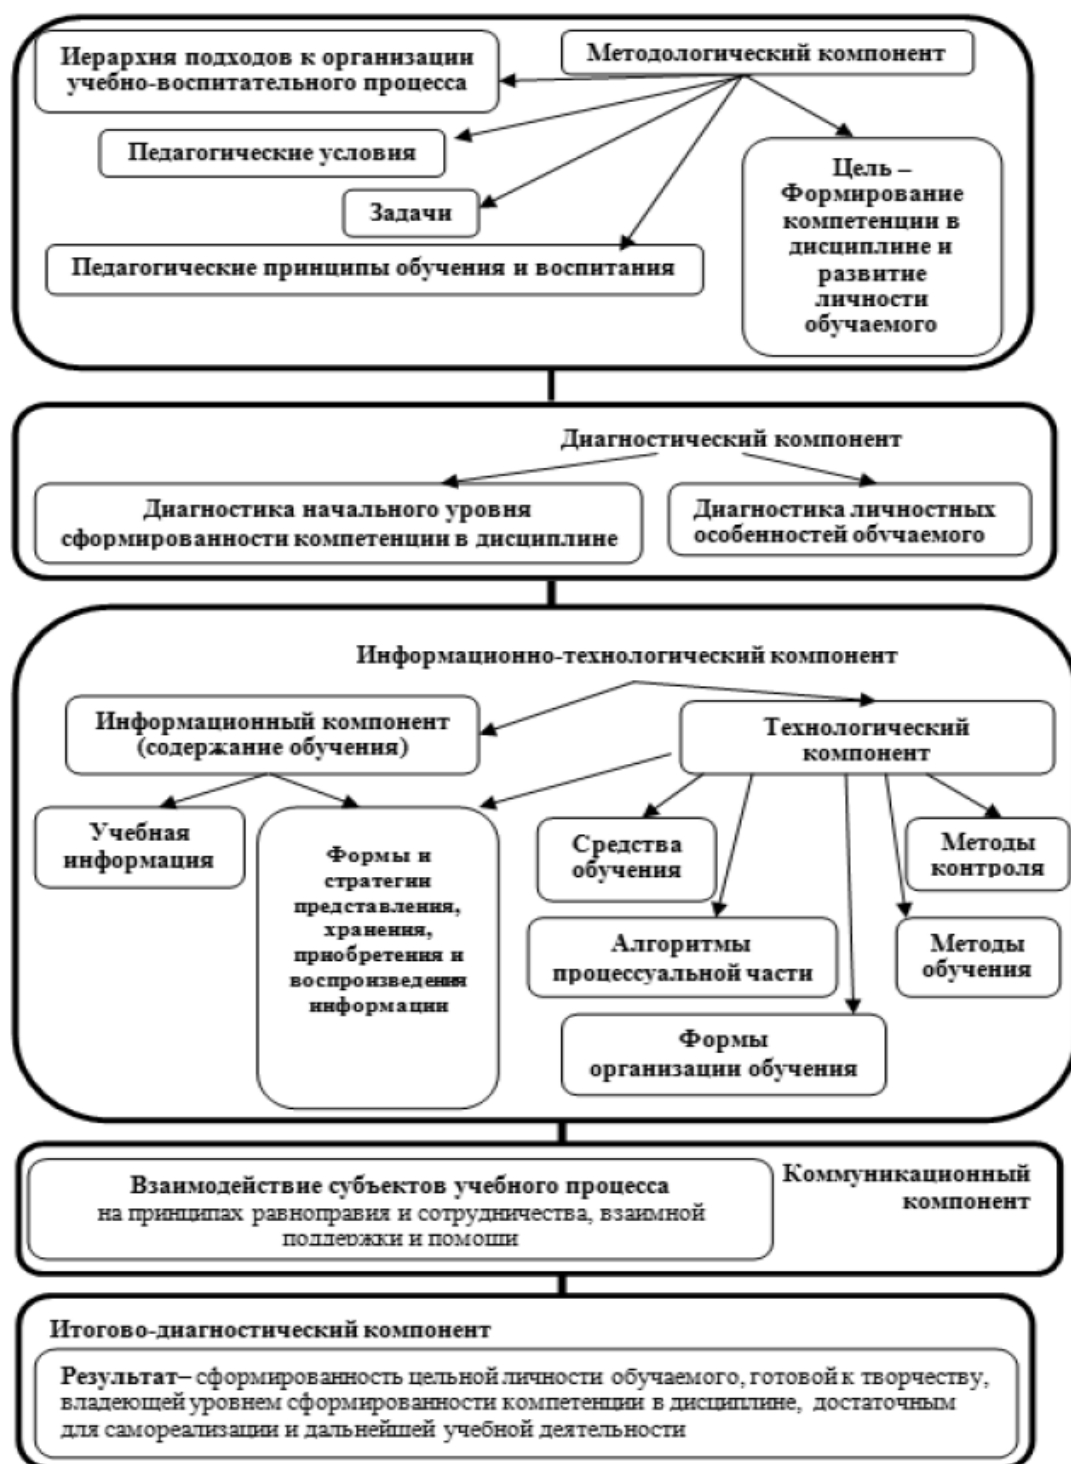 Иерархия подходов к организации
учебно-воспитательного процесса
Методологический компонент
Педагогические условия
Задачи
Педагогические принципы обучения и воспитания
Цель –
Формирование
компетенции в
дисциплине и
развитие
личности
обучаемого
Диагностический компонент
Диагностика начального уровня
сформированности компетенции в дисциплине
Диагностика личностных
особенностей обучаемого
Информационно-технологический компонент
Информационный компонент
(содержание обучения)
Технологический
компонент
Учебная
информация
Формы и
стратегии
представления,
хранения,
приобретения и
воспроизведения
информации
Средства
обучения
Методы
контроля
Алгоритмы
процессуальной части
Методы
обучения
Формы
организации обучения
Взаимодействие субъектов учебного процесса
на принципах равноправия и сотрудничества, взаимной
поддержки и помощи
Коммуникационный
компонент
Итогово-диагностический компонент
Результат– сформированность цельной личности обучаемого, готовой к творчеству,
владеющей уровнем сформированности компетенции в дисциплине, достаточным
для самореализации и дальнейшей учебной деятельности